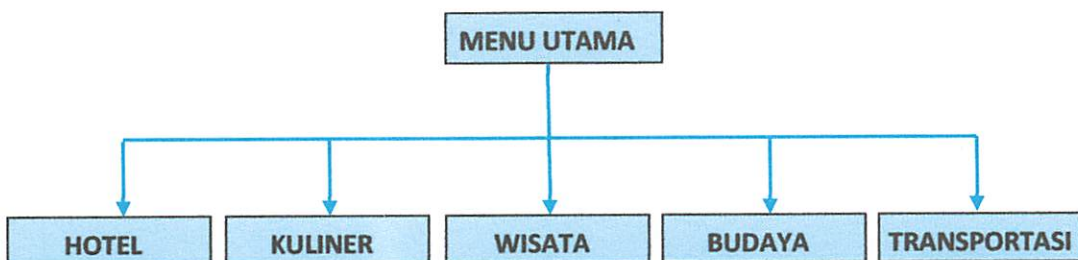 MENU UTAMA
HOTEL
KULINER
WISATA
BUDAYA
TRANSPORTASI